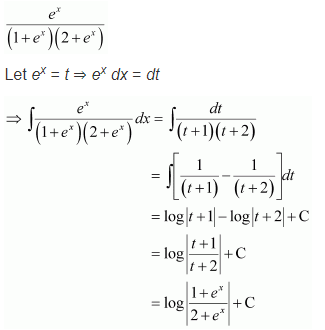 e^x / ((1+e^x)(2+e^x))
Let e^x = t ⇒ e^x dx = dt
⇒ ∫ e^x / ((1+e^x)(2+e^x)) dx = ∫ dt / ((t+1)(t+2))
= ∫[1/(t+1) − 1/(t+2)]dt
= log|t+1| − log|t+2| + C
= log|(t+1)/(t+2)| + C
= log|(1+e^x)/(2+e^x)| + C